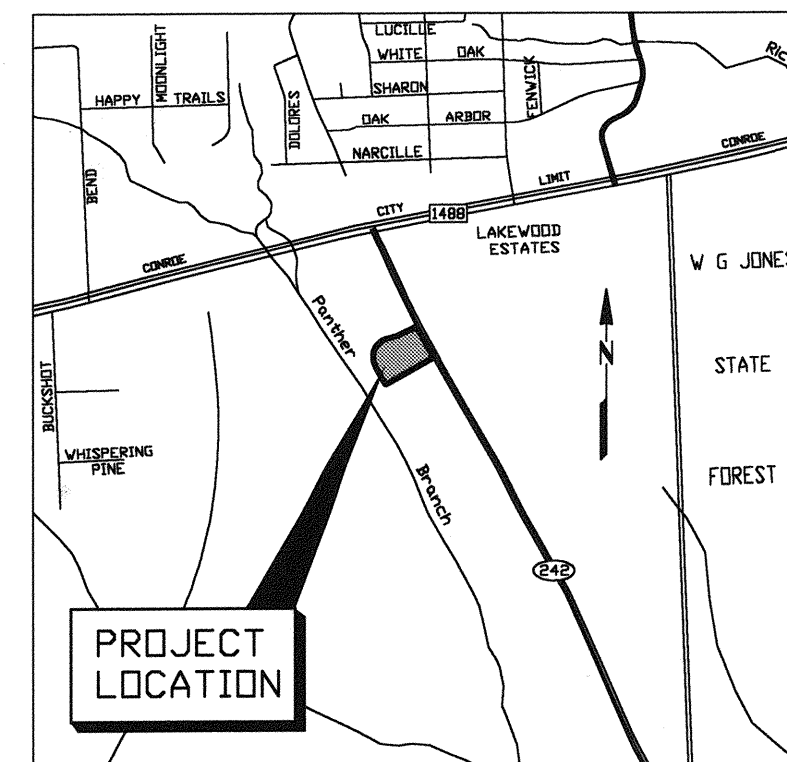 LUCILLE
WHITE OAK
RIC
MOONLIGHT
SHARON
FENWICK
HAPPY TRAILS
DOLORES
OAK ARBOR
NARCILLE
CONROE
BEND
LIMIT
CITY
1488
LAKEWOOD
ESTATES
CONROE
W G JONES
Panther
N
STATE
BUCKSHOT
WHISPERING
PINE
FOREST
Branch
242
PROJECT
LOCATION